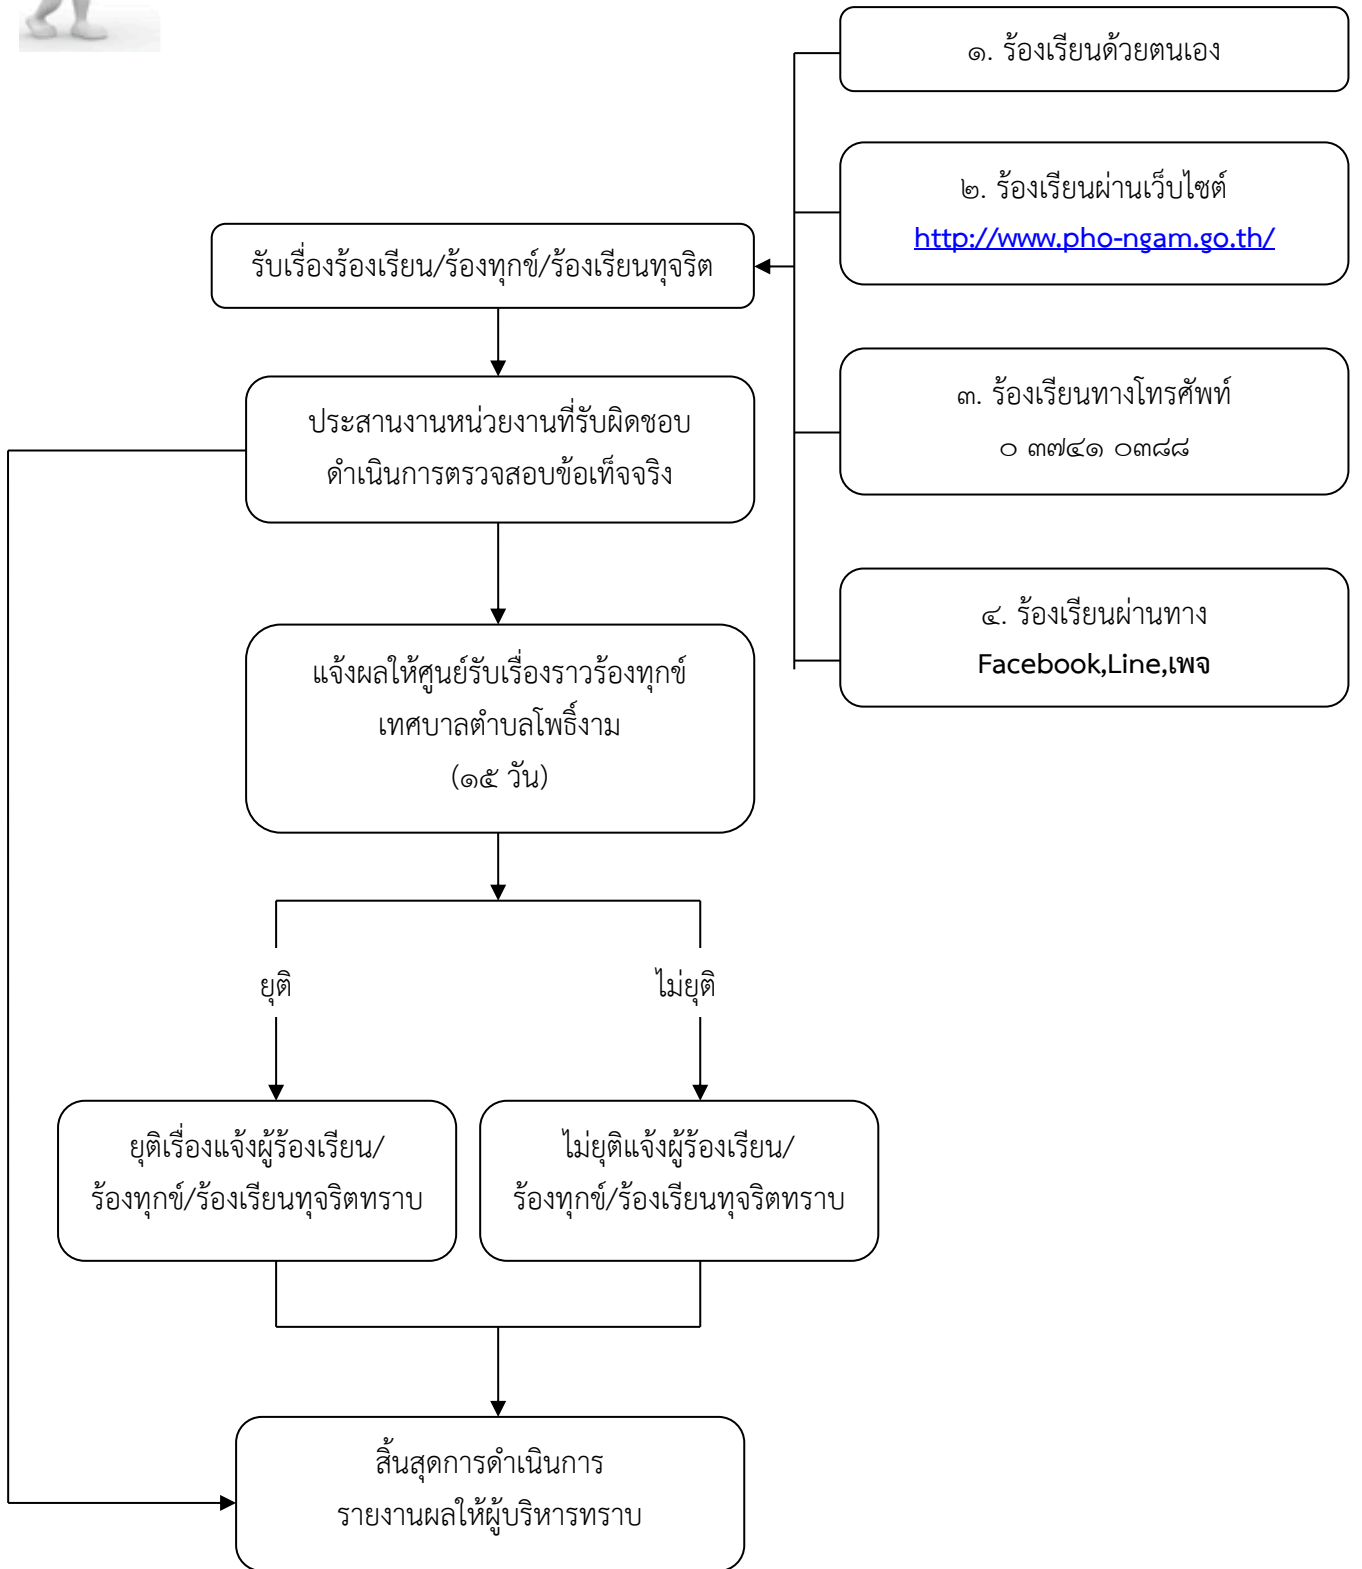 ๑. ร้องเรียนด้วยตนเอง
๒. ร้องเรียนผ่านเว็บไซต์
http://www.pho-ngam.go.th/
รับเรื่องร้องเรียน/ร้องทุกข์/ร้องเรียนทุจริต
๓. ร้องเรียนทางโทรศัพท์
๐ ๓๗๔๑ ๐๓๘๘
ประสานงานหน่วยงานที่รับผิดชอบ
ดำเนินการตรวจสอบข้อเท็จจริง
๔. ร้องเรียนผ่านทาง
Facebook,Line,เพจ
แจ้งผลให้ศูนย์รับเรื่องราวร้องทุกข์
เทศบาลตำบลโพธิ์งาม
(๑๕ วัน)
ยุติ
ไม่ยุติ
ยุติเรื่องแจ้งผู้ร้องเรียน/
ร้องทุกข์/ร้องเรียนทุจริตทราบ
ไม่ยุติแจ้งผู้ร้องเรียน/
ร้องทุกข์/ร้องเรียนทุจริตทราบ
สิ้นสุดการดำเนินการ
รายงานผลให้ผู้บริหารทราบ